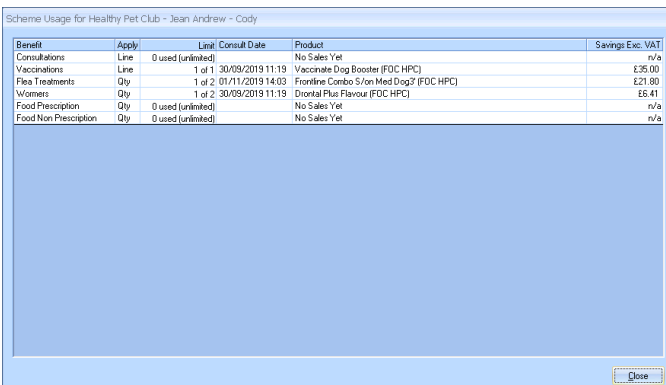 Scheme Usage for Healthy Pet Club - Jean Andrew - Cody
Benefit Apply Limit Consult Date Product Savings Exc. VAT
Consultations Line 0 used (unlimited) No Sales Yet n/a
Vaccinations Line 1 of 1 30/09/2019 11:19 Vaccinate Dog Booster (FOC HPC) £35.00
Flea Treatments Qty 1 of 2 01/11/2019 14:03 Frontline Combo S/on Med Dog3' (FOC HPC) £21.80
Wormers Qty 1 of 2 30/09/2019 11:19 Drontal Plus Flavour (FOC HPC) £6.41
Food Prescription Qty 0 used (unlimited) No Sales Yet n/a
Food Non Prescription Qty 0 used (unlimited) No Sales Yet n/a
Close